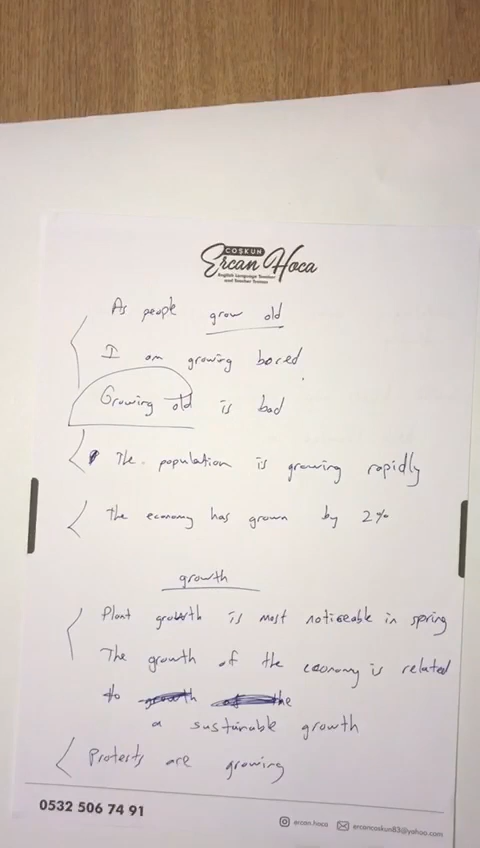 COŞKUN
Ercan Hoca
English Language Teacher
and Teacher Trainer
As people grow old
I am growing bored
Growing old is bad
The population is growing rapidly
The economy has grown by 2%
growth
Plant growth is most noticeable in spring
The growth of the economy is related
to growth of the
a sustainable growth
Protests are growing
0532 506 74 91
ercan.hoca ercancoskun83@yahoo.com